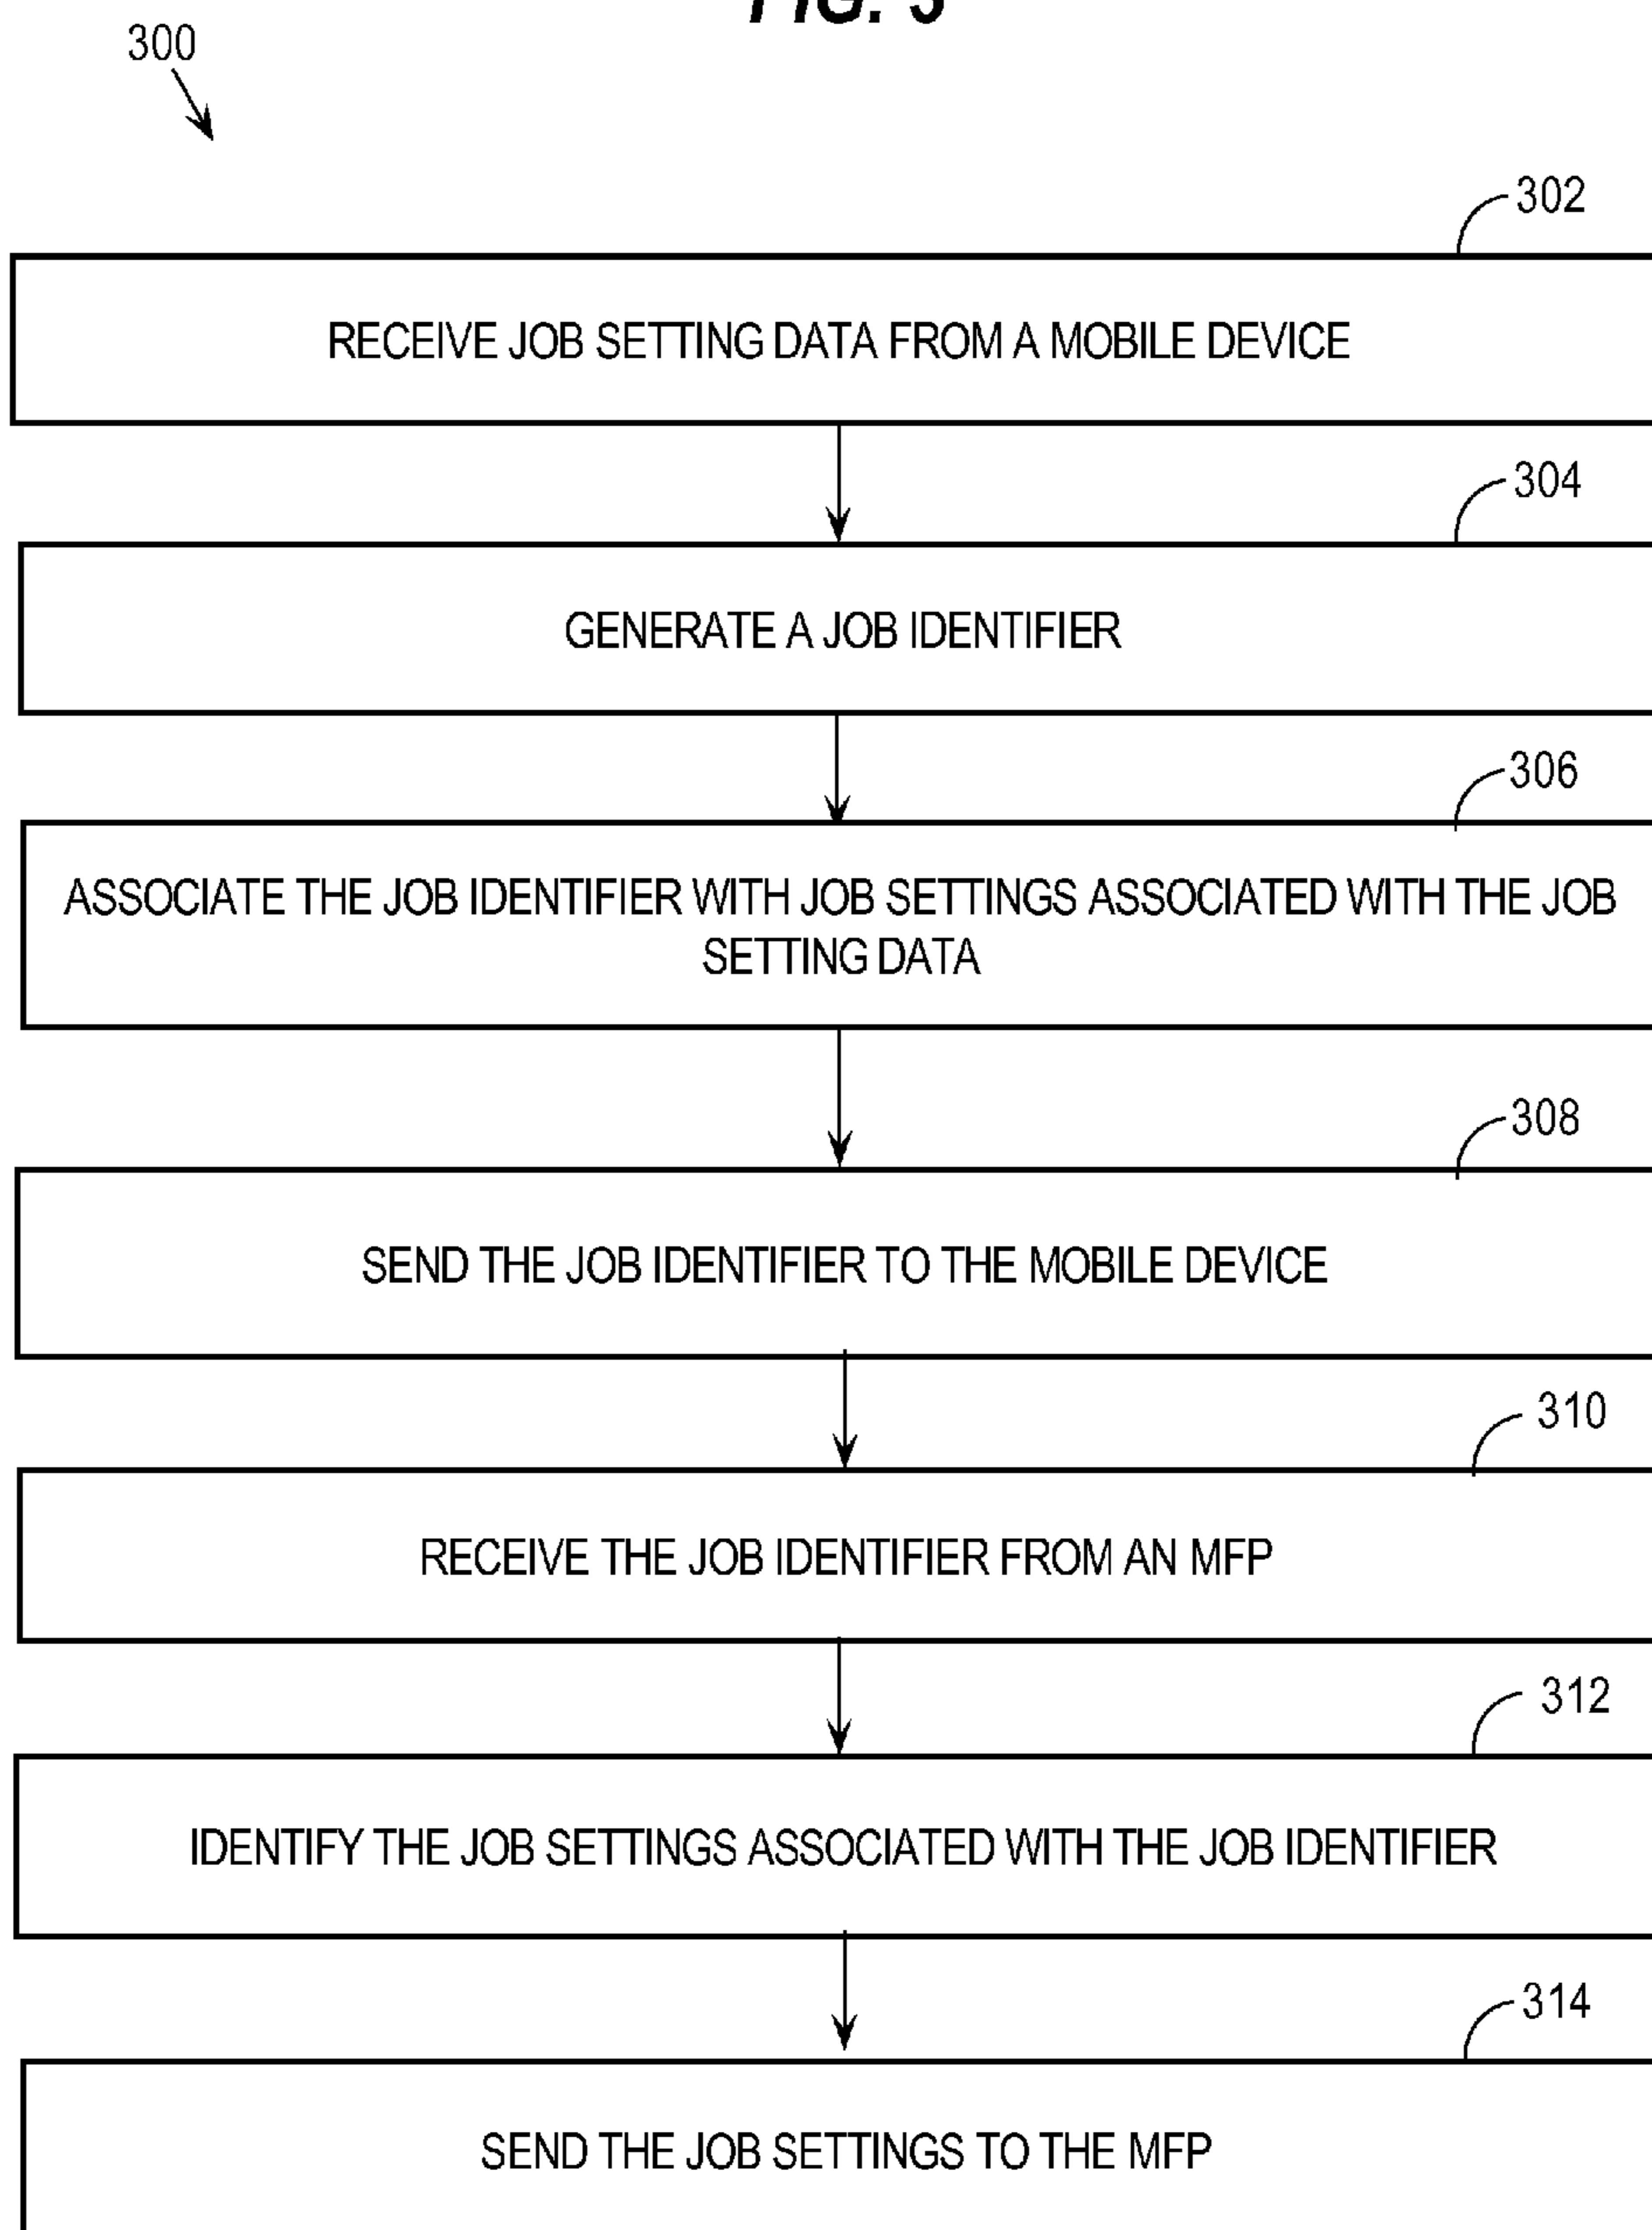 FIG. 3
300
302
RECEIVE JOB SETTING DATA FROM A MOBILE DEVICE
304
GENERATE A JOB IDENTIFIER
306
ASSOCIATE THE JOB IDENTIFIER WITH JOB SETTINGS ASSOCIATED WITH THE JOB
SETTING DATA
308
SEND THE JOB IDENTIFIER TO THE MOBILE DEVICE
310
RECEIVE THE JOB IDENTIFIER FROM AN MFP
312
IDENTIFY THE JOB SETTINGS ASSOCIATED WITH THE JOB IDENTIFIER
314
SEND THE JOB SETTINGS TO THE MFP